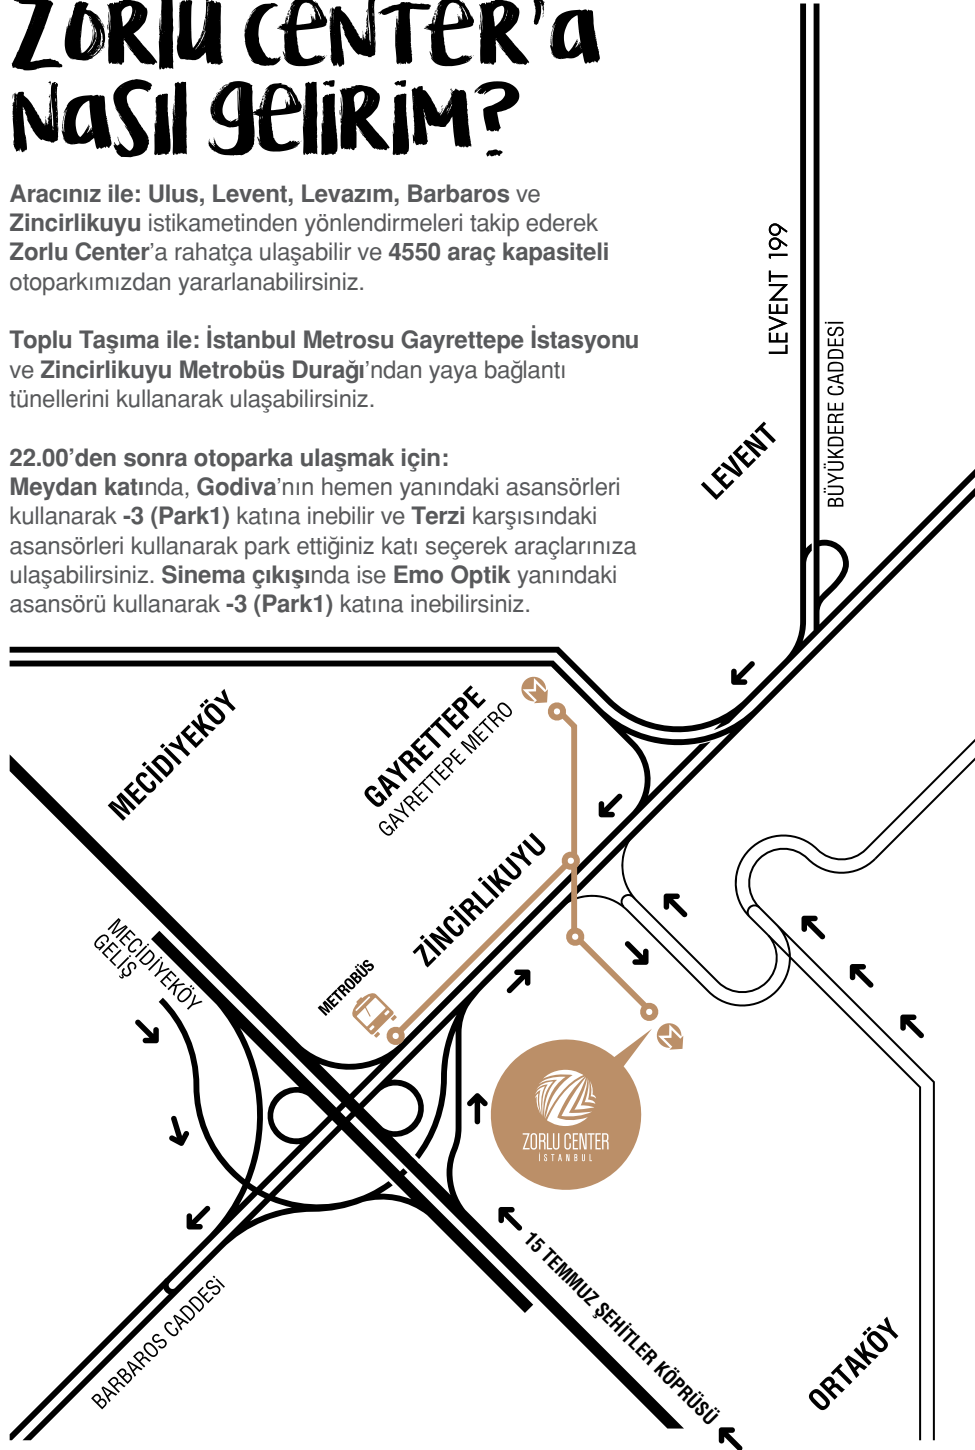 ZORLU CENTER'a
NASIL GELİRİM?
Aracınız ile: Ulus, Levent, Levazım, Barbaros ve
Zincirlikuyu istikametinden yönlendirmeleri takip ederek
Zorlu Center'a rahatça ulaşabilir ve 4550 araç kapasiteli
otoparkımızdan yararlanabilirsiniz.
Toplu Taşıma ile: İstanbul Metrosu Gayrettepe İstasyonu
ve Zincirlikuyu Metrobüs Durağı'ndan yaya bağlantı
tünellerini kullanarak ulaşabilirsiniz.
22.00'den sonra otoparka ulaşmak için:
Meydan katında, Godiva'nın hemen yanındaki asansörleri
kullanarak -3 (Park1) katına inebilir ve Terzi karşısındaki
asansörleri kullanarak park ettiğiniz katı seçerek araçlarınıza
ulaşabilirsiniz. Sinema çıkışında ise Emo Optik yanındaki
asansörü kullanarak -3 (Park1) katına inebilirsiniz.
LEVENT 199
BÜYÜKDERE CADDESİ
LEVENT
MECİDİYEKÖY
GAYRETTEPE
GAYRETTEPE METRO
M
ZİNCİRLİKUYU
MECİDİYEKÖY
GELİŞ
METROBÜS
M
ZORLU CENTER
İSTANBUL
15 TEMMUZ ŞEHİTLER KÖPRÜSÜ
BARBAROS CADDESİ
ORTAKÖY